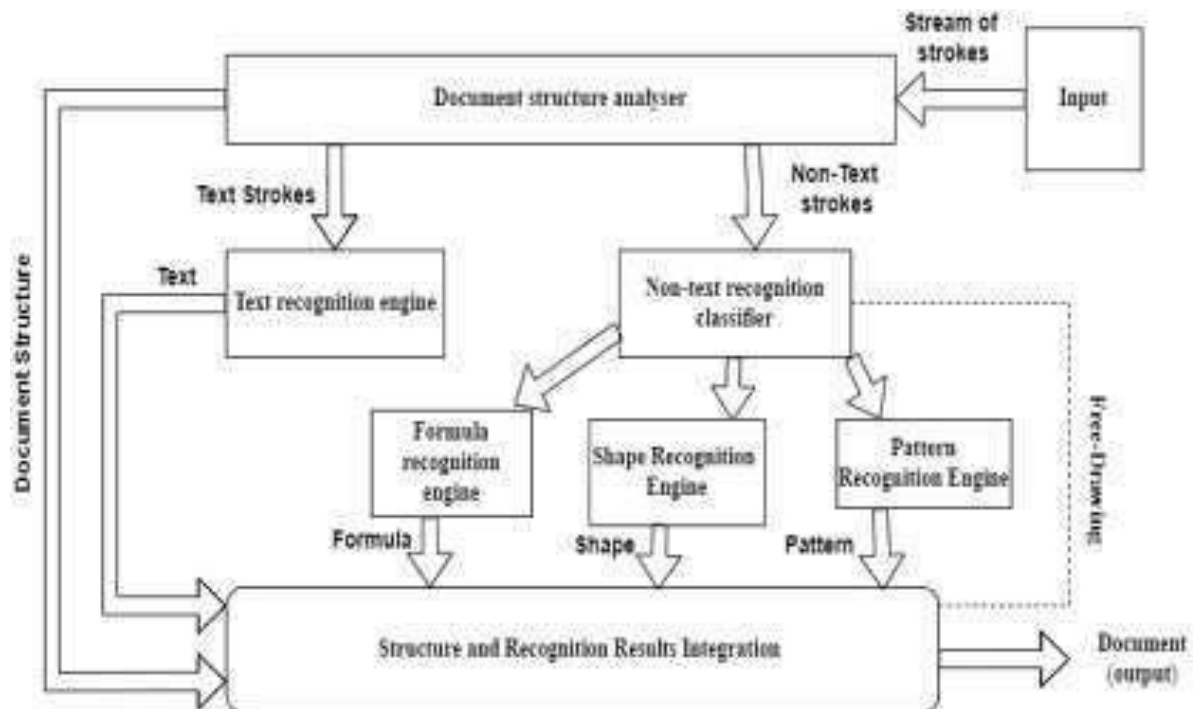 Stream of
strokes
Document structure analyser
Input
Text Strokes
Non-Text
strokes
Document Structure
Text
Text recognition engine
Non-text recognition
classifier
Free-Drawing
Formula
recognition
engine
Shape Recognition
Engine
Pattern
Recognition Engine
Formula
Shape
Pattern
Structure and Recognition Results Integration
Document
(output)